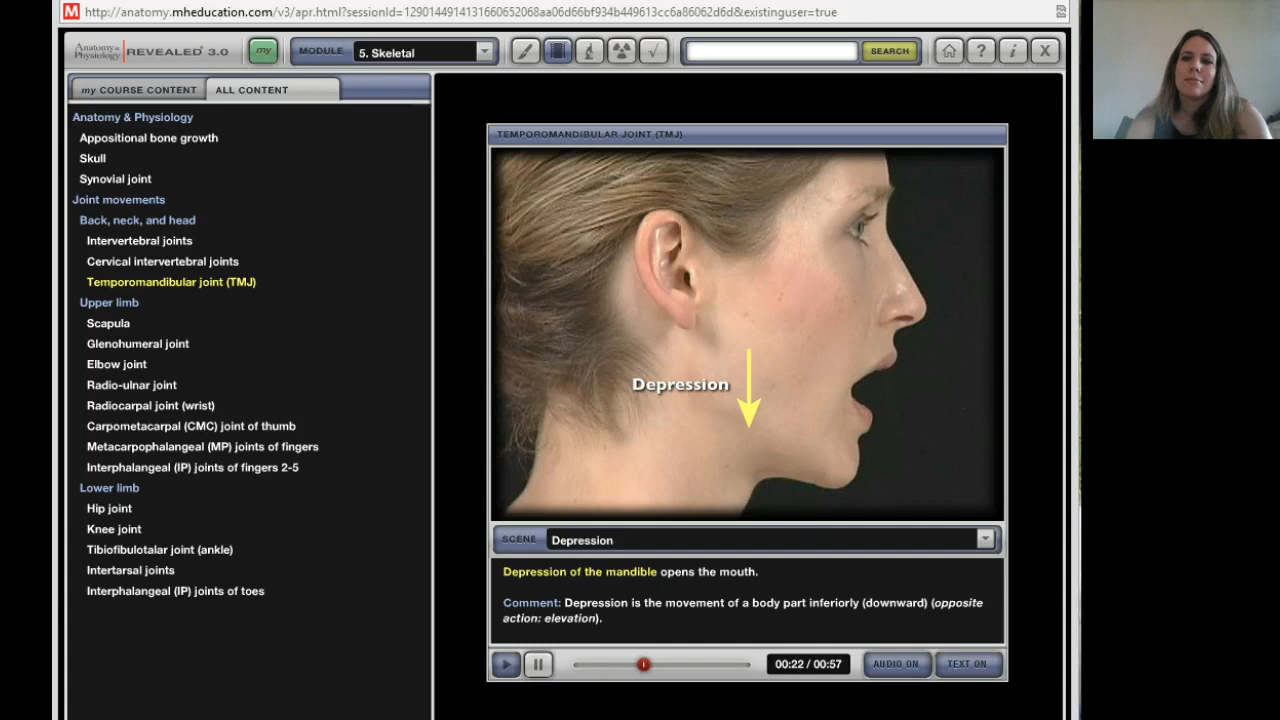 http://anatomy.mheducation.com/v3/apr.html?sessionId=1290144914131660652068aa06d66bf934b449613cc6a86062d6d&existinguser=true
Anatomy & Physiology REVEALED® 3.0
my
MODULE 5. Skeletal
SEARCH
? i X
my COURSE CONTENT ALL CONTENT
Anatomy & Physiology
Appositional bone growth
Skull
Synovial joint
Joint movements
Back, neck, and head
Intervertebral joints
Cervical intervertebral joints
Temporomandibular joint (TMJ)
Upper limb
Scapula
Glenohumeral joint
Elbow joint
Radio-ulnar joint
Radiocarpal joint (wrist)
Carpometacarpal (CMC) joint of thumb
Metacarpophalangeal (MP) joints of fingers
Interphalangeal (IP) joints of fingers 2-5
Lower limb
Hip joint
Knee joint
Tibiofibulotalar joint (ankle)
Intertarsal joints
Interphalangeal (IP) joints of toes
TEMPOROMANDIBULAR JOINT (TMJ)
Depression
SCENE Depression
Depression of the mandible opens the mouth.
Comment: Depression is the movement of a body part inferiorly (downward) (opposite
action: elevation).
00:22 / 00:57 AUDIO ON TEXT ON